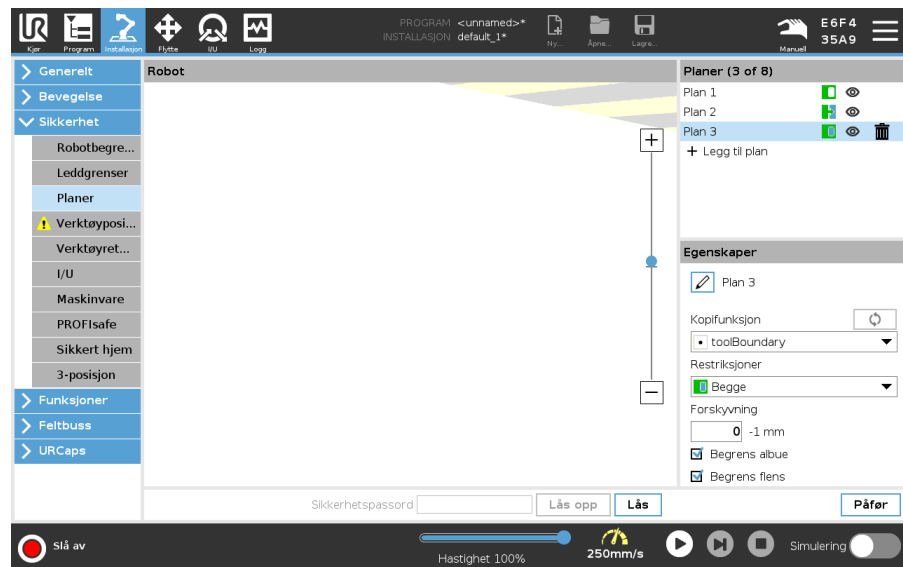 PROGRAM <unnamed>*
INSTALLASJON default_1*
Kjør Program Installasjon Flytte I/U Logg
Ny... Åpne... Lagre...
Manuell
E6F4
35A9
Generelt
Bevegelse
Sikkerhet
Robotbegre...
Leddgrenser
Planer
Verktøyposi...
Verktøyret...
I/U
Maskinvare
PROFIsafe
Sikkert hjem
3-posisjon
Funksjoner
Feltbuss
URCaps
Robot
Planer (3 of 8)
Plan 1
Plan 2
Plan 3
+ Legg til plan
Egenskaper
Plan 3
Kopifunksjon
toolBoundary
Restriksjoner
Begge
Forskyvning
0 -1 mm
Begrens albue
Begrens flens
Sikkerhetspassord Lås opp Lås
Påfør
Slå av
Hastighet 100%
250mm/s
Simulering